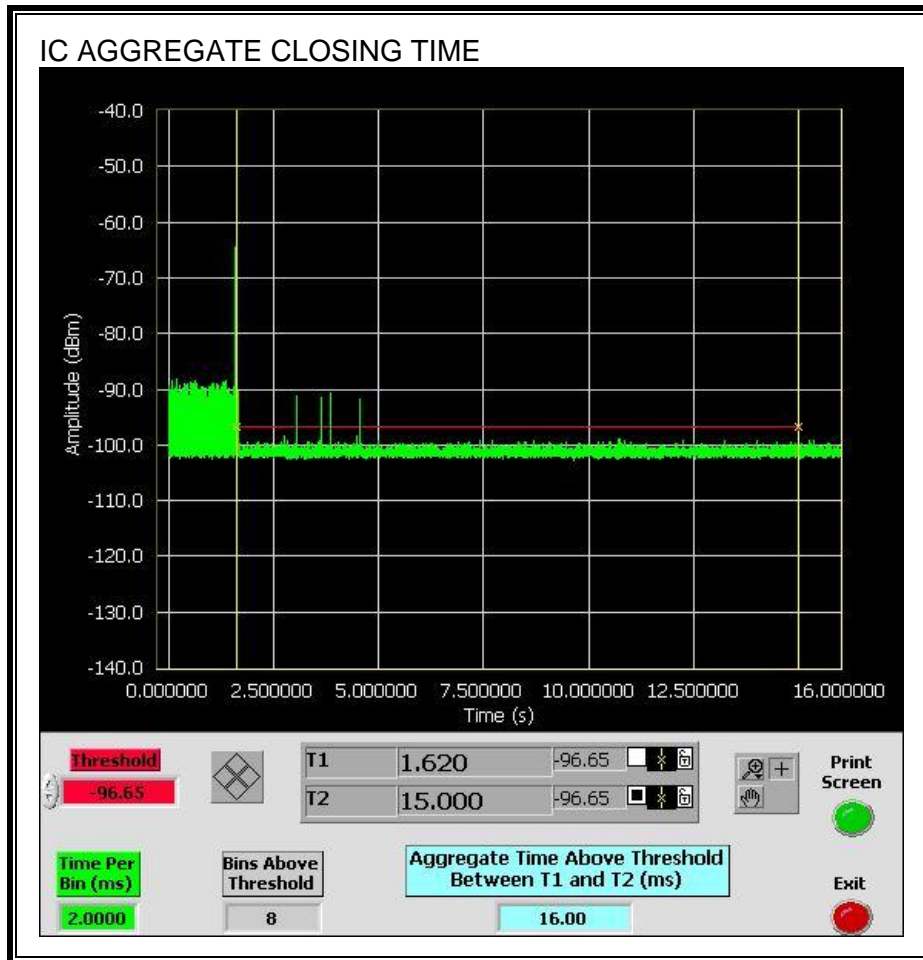 IC AGGREGATE CLOSING TIME
-40.0
-50.0
-60.0
-70.0
-80.0
-90.0
-100.0
-110.0
-120.0
-130.0
-140.0
Amplitude (dBm)
0.000000 2.500000 5.000000 7.500000 10.000000 12.500000 16.000000
Time (s)
Threshold
-96.65
T1 1.620 -96.65
T2 15.000 -96.65
Print
Screen
Time Per
Bin (ms)
2.0000
Bins Above
Threshold
8
Aggregate Time Above Threshold
Between T1 and T2 (ms)
16.00
Exit